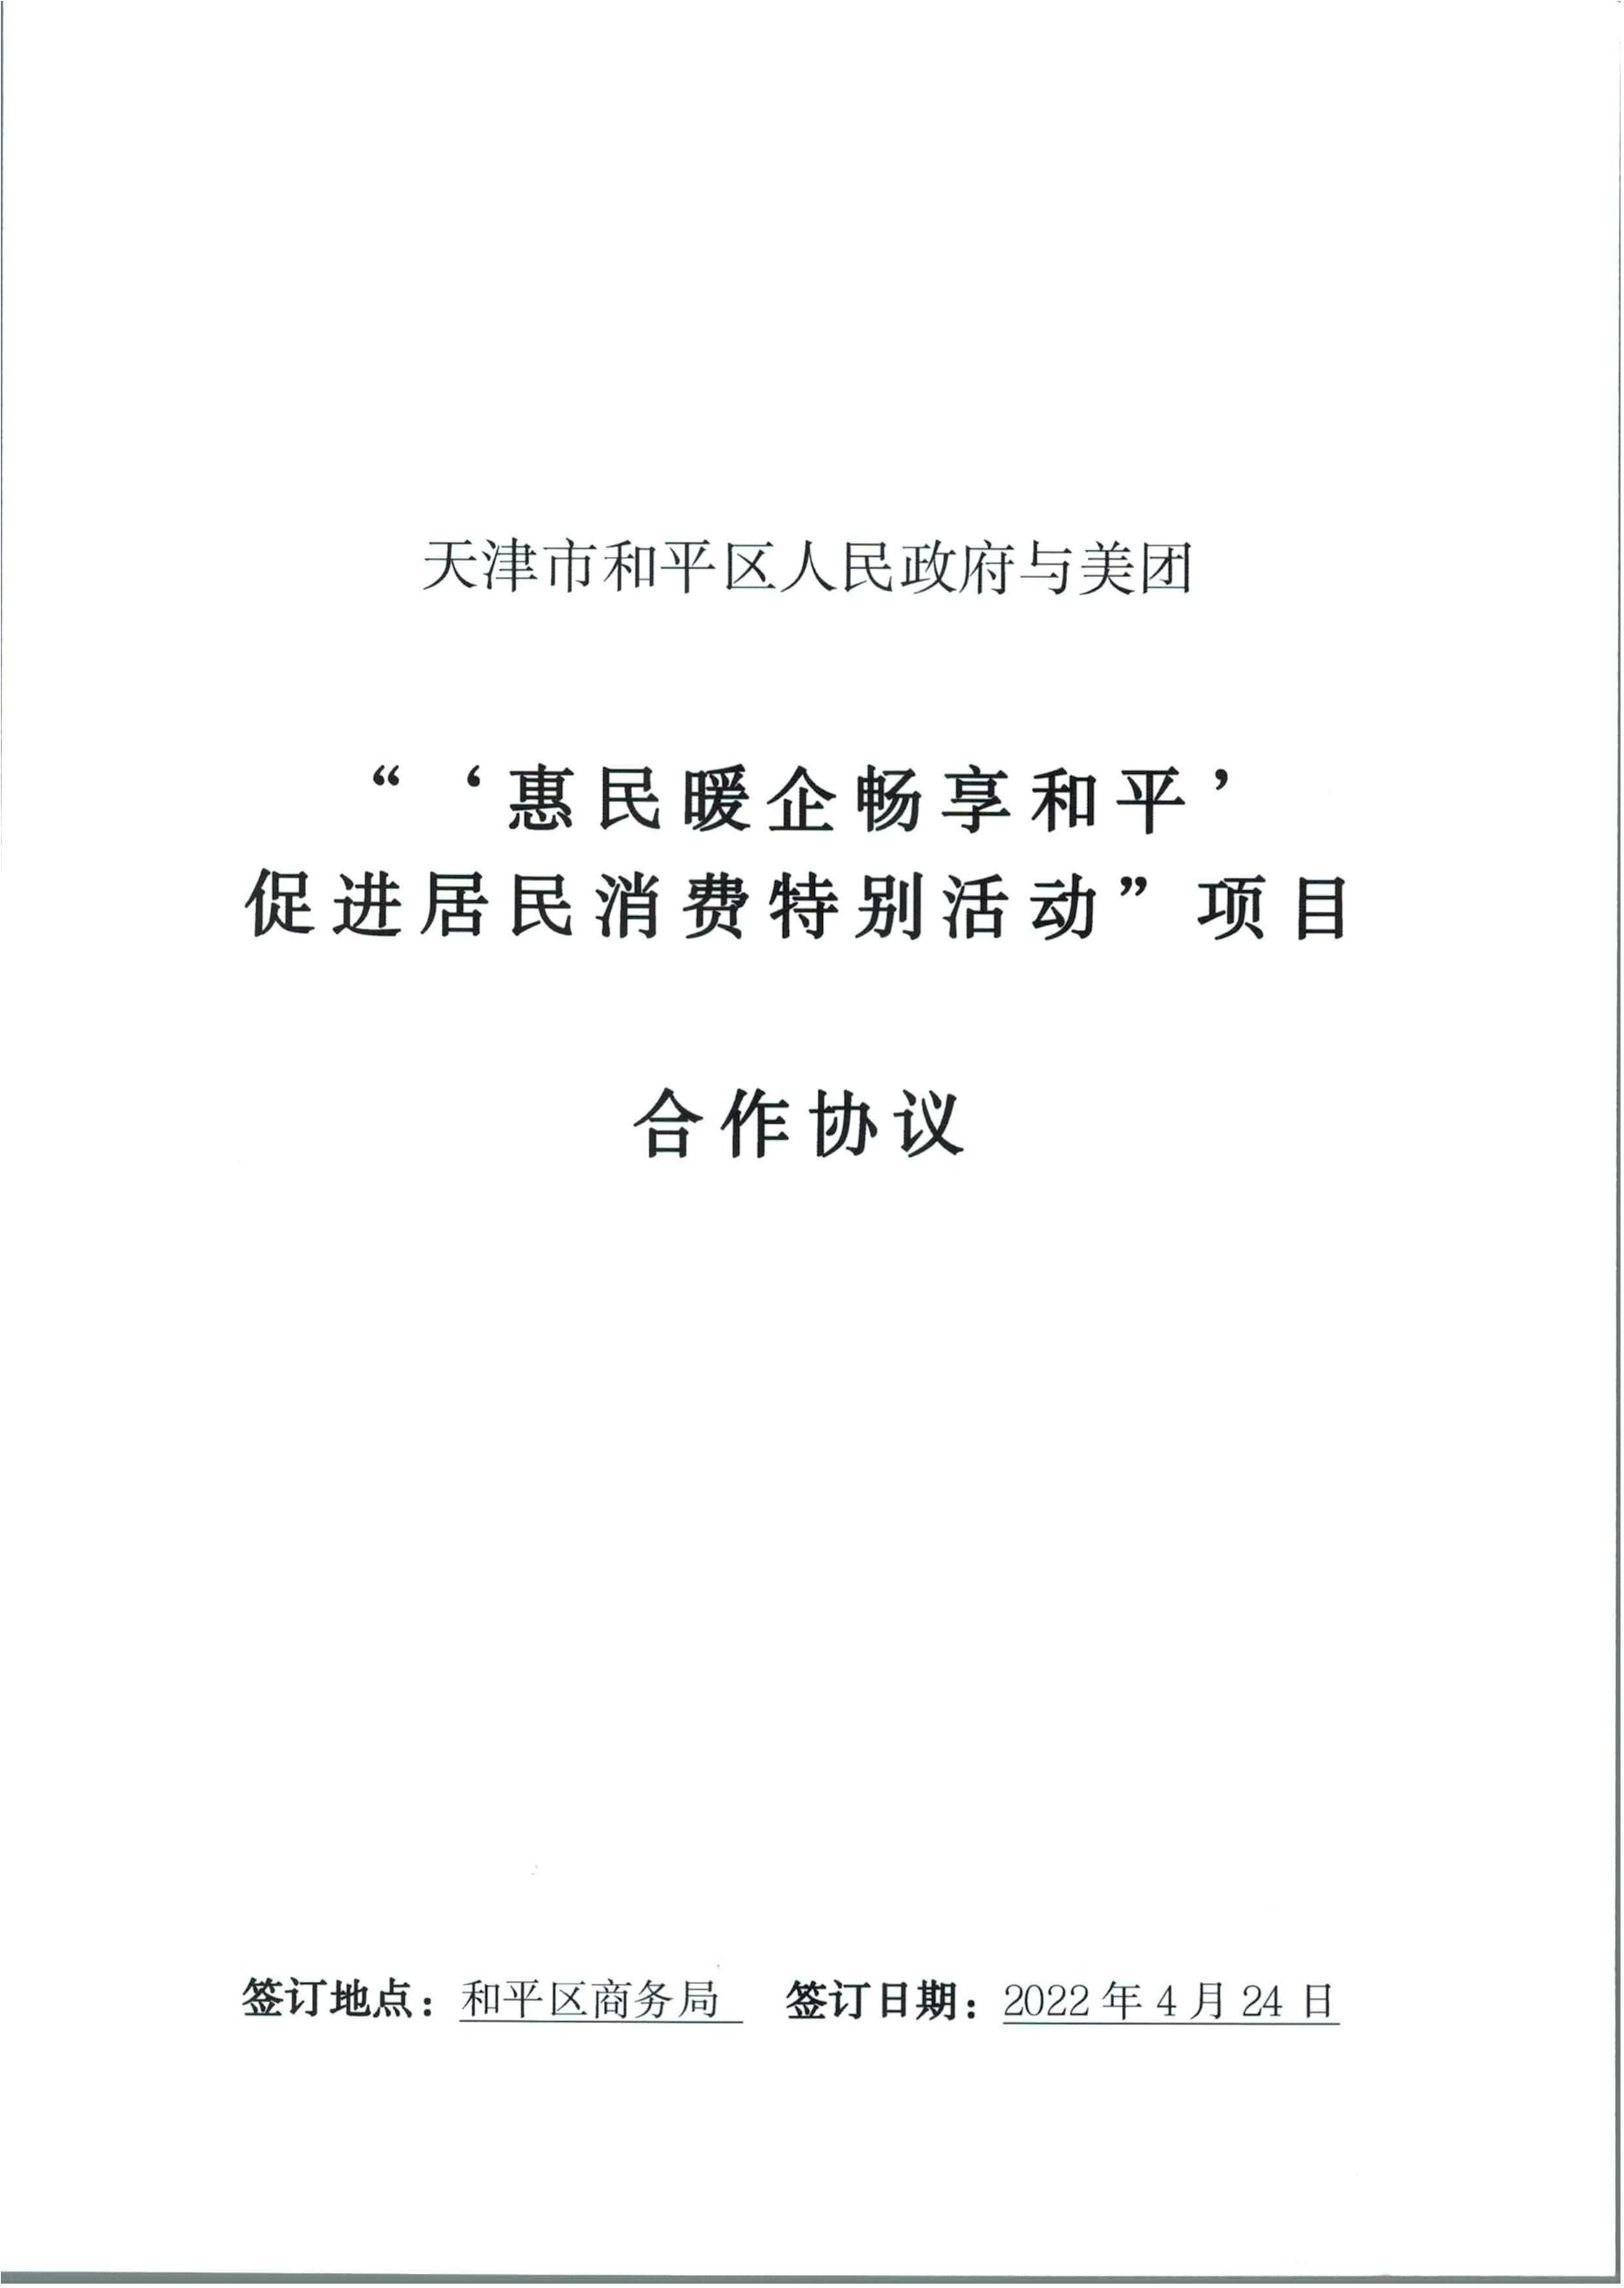 天津市和平区人民政府与美团
“‘惠民暖企畅享和平’
促进居民消费特别活动”项目
合作协议
签订地点：和平区商务局 签订日期：2022年4月24日